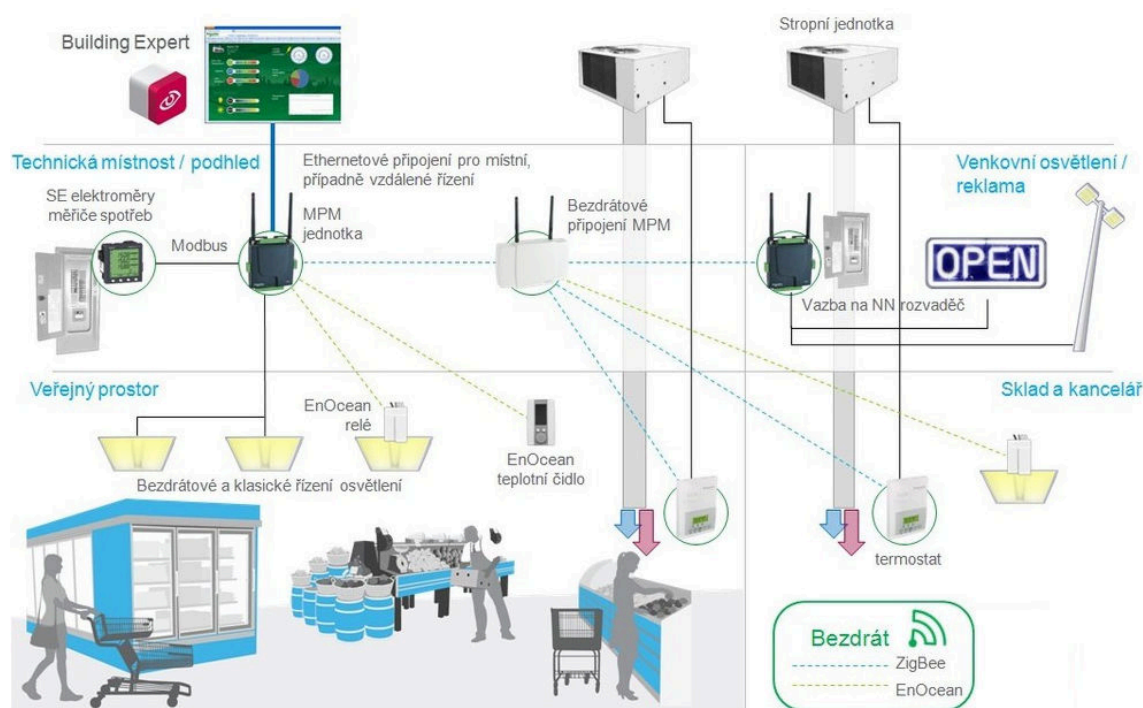 Building Expert
Stropní jednotka
Technická místnost / podhled
Ethernetové připojení pro místní,
případně vzdálené řízení
Venkovní osvětlení /
reklama
SE elektroměry
měřiče spotřeb
Modbus
MPM
jednotka
Bezdrátové
připojení MPM
OPEN
Vazba na NN rozvaděč
Veřejný prostor
Sklad a kancelář
EnOcean
relé
EnOcean
teplotní čidlo
Bezdrátové a klasické řízení osvětlení
termostat
Bezdrát
ZigBee
EnOcean